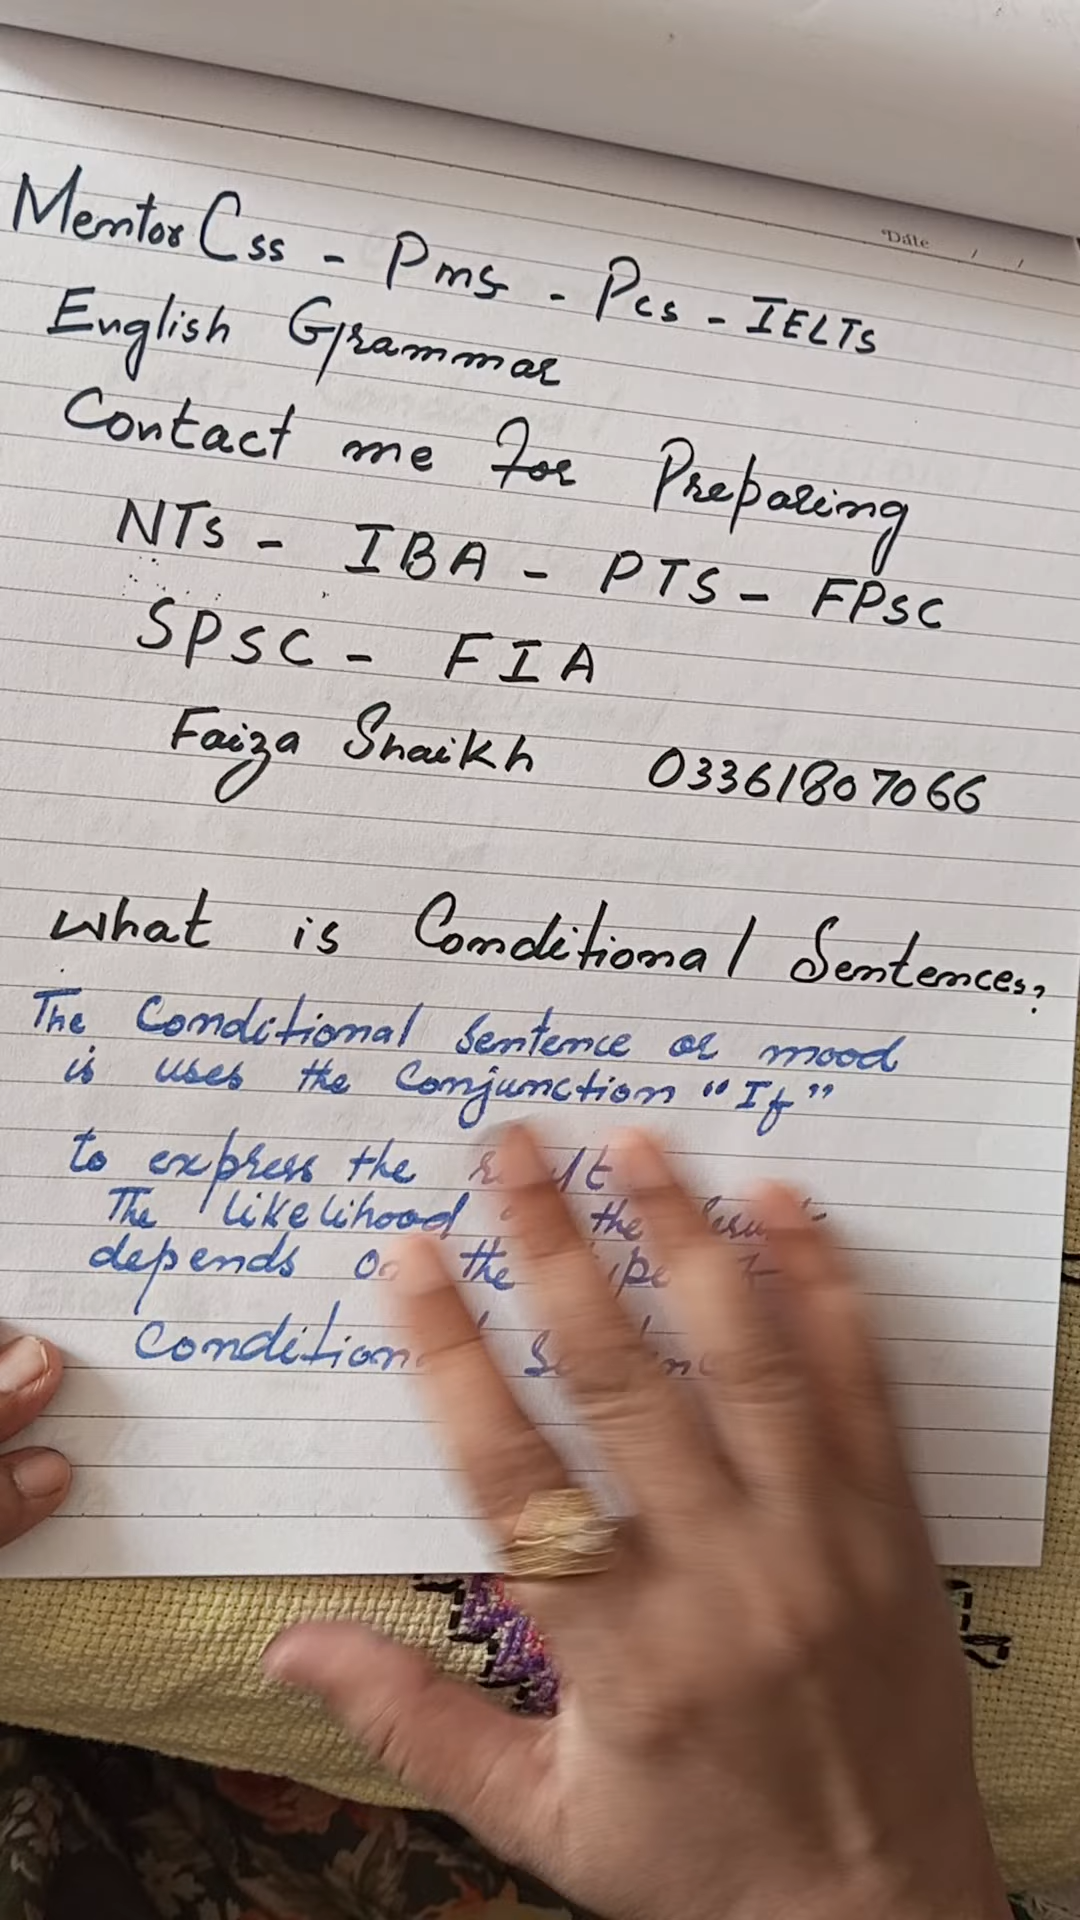 Mentor Css - Pms - Pcs - IELTs
English Grammar
Contact me For Preparing
NTs - IBA - PTS - FPSC
SPSC - FIA
Faiza Shaikh 03361807066
what is Conditional Sentences?
The Conditional Sentence or mood
is uses the Conjunction "If"
to express the
The likelihood the
depends the
Date / /